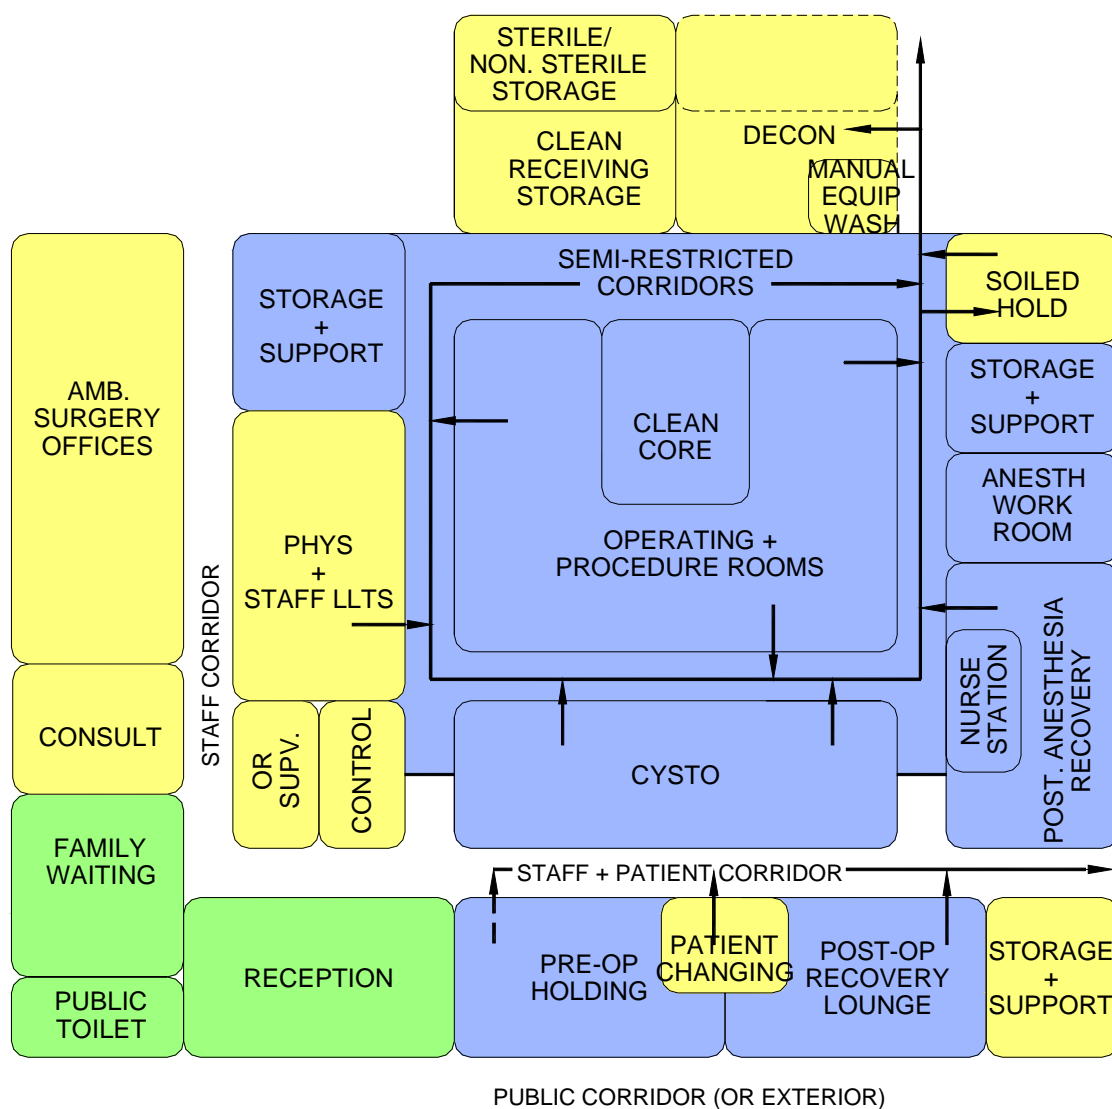 STERILE/
NON. STERILE
STORAGE
CLEAN
RECEIVING
STORAGE
DECON
MANUAL
EQUIP
WASH
SEMI-RESTRICTED
CORRIDORS
SOILED
HOLD
STORAGE
+
SUPPORT
STORAGE
+
SUPPORT
AMB.
SURGERY
OFFICES
CLEAN
CORE
ANESTH
WORK
ROOM
PHYS
+
STAFF LLTS
OPERATING +
PROCEDURE ROOMS
STAFF CORRIDOR
NURSE
STATION
POST. ANESTHESIA
RECOVERY
CONSULT
OR
SUPV.
CONTROL
CYSTO
FAMILY
WAITING
STAFF + PATIENT CORRIDOR
RECEPTION
PRE-OP
HOLDING
PATIENT
CHANGING
POST-OP
RECOVERY
LOUNGE
STORAGE
+
SUPPORT
PUBLIC
TOILET
PUBLIC CORRIDOR (OR EXTERIOR)